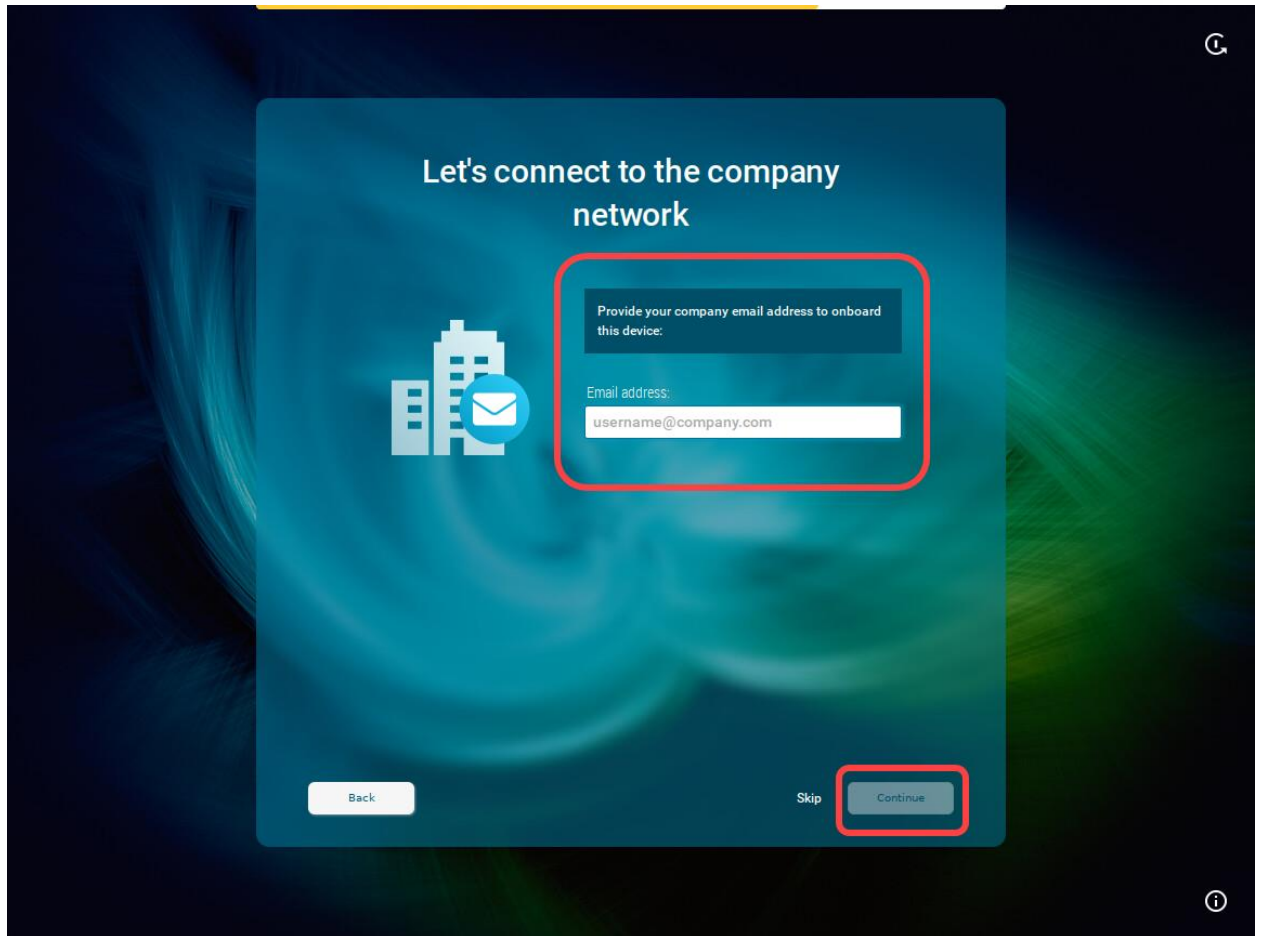 Let's connect to the company
network
Provide your company email address to onboard
this device:
Email address:
username@company.com
Back
Skip
Continue